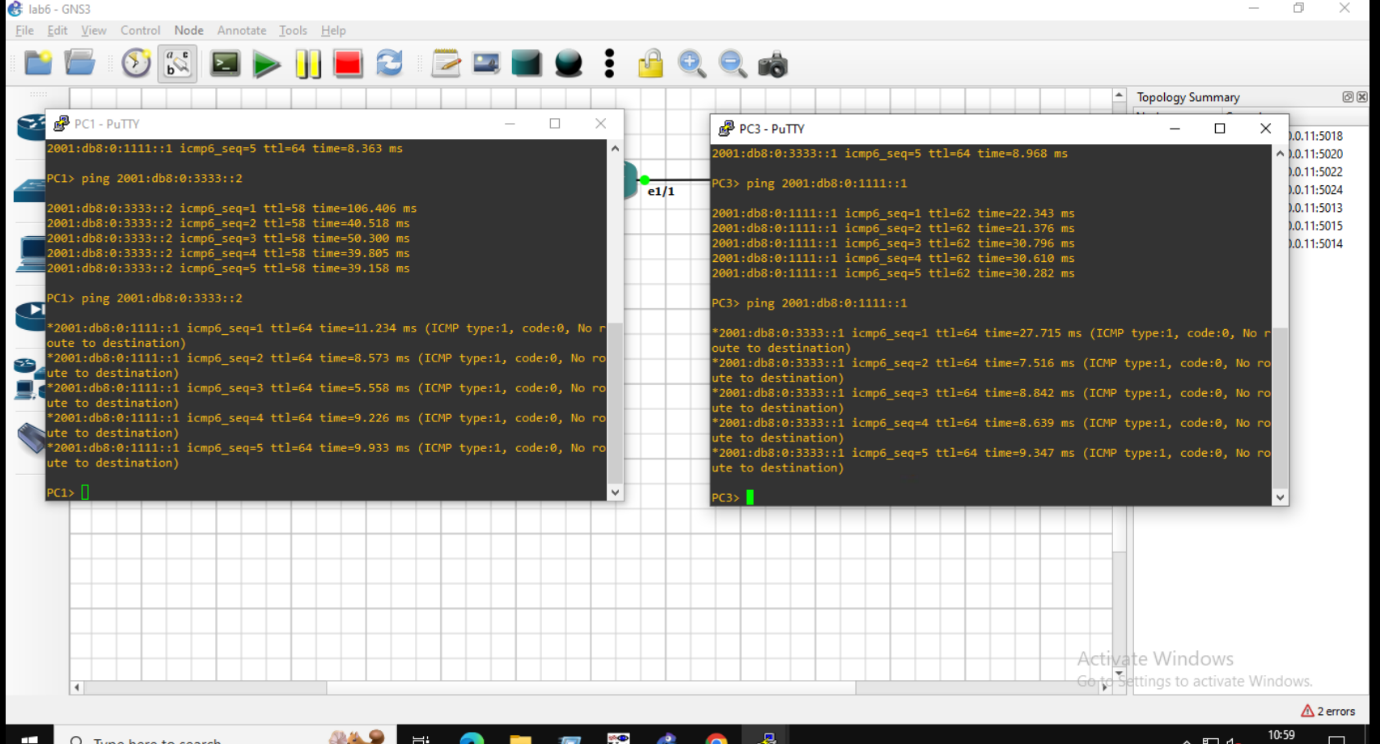 lab6 - GNS3
File Edit View Control Node Annotate Tools Help
Topology Summary
PC1 - PuTTY
2001:db8:0:1111::1 icmp6_seq=5 ttl=64 time=8.363 ms
PC1> ping 2001:db8:0:3333::2
2001:db8:0:3333::2 icmp6_seq=1 ttl=58 time=106.406 ms
2001:db8:0:3333::2 icmp6_seq=2 ttl=58 time=40.518 ms
2001:db8:0:3333::2 icmp6_seq=3 ttl=58 time=50.300 ms
2001:db8:0:3333::2 icmp6_seq=4 ttl=58 time=39.805 ms
2001:db8:0:3333::2 icmp6_seq=5 ttl=58 time=39.158 ms
PC1> ping 2001:db8:0:3333::2
*2001:db8:0:1111::1 icmp6_seq=1 ttl=64 time=11.234 ms (ICMP type:1, code:0, No r
oute to destination)
*2001:db8:0:1111::1 icmp6_seq=2 ttl=64 time=8.573 ms (ICMP type:1, code:0, No ro
ute to destination)
*2001:db8:0:1111::1 icmp6_seq=3 ttl=64 time=5.558 ms (ICMP type:1, code:0, No ro
ute to destination)
*2001:db8:0:1111::1 icmp6_seq=4 ttl=64 time=9.226 ms (ICMP type:1, code:0, No ro
ute to destination)
*2001:db8:0:1111::1 icmp6_seq=5 ttl=64 time=9.933 ms (ICMP type:1, code:0, No ro
ute to destination)
PC1>
e1/1
PC3 - PuTTY
2001:db8:0:3333::1 icmp6_seq=5 ttl=64 time=8.968 ms
PC3> ping 2001:db8:0:1111::1
2001:db8:0:1111::1 icmp6_seq=1 ttl=62 time=22.343 ms
2001:db8:0:1111::1 icmp6_seq=2 ttl=62 time=21.376 ms
2001:db8:0:1111::1 icmp6_seq=3 ttl=62 time=30.796 ms
2001:db8:0:1111::1 icmp6_seq=4 ttl=62 time=30.610 ms
2001:db8:0:1111::1 icmp6_seq=5 ttl=62 time=30.282 ms
PC3> ping 2001:db8:0:1111::1
*2001:db8:0:3333::1 icmp6_seq=1 ttl=64 time=27.715 ms (ICMP type:1, code:0, No r
oute to destination)
*2001:db8:0:3333::1 icmp6_seq=2 ttl=64 time=7.516 ms (ICMP type:1, code:0, No ro
ute to destination)
*2001:db8:0:3333::1 icmp6_seq=3 ttl=64 time=8.842 ms (ICMP type:1, code:0, No ro
ute to destination)
*2001:db8:0:3333::1 icmp6_seq=4 ttl=64 time=8.639 ms (ICMP type:1, code:0, No ro
ute to destination)
*2001:db8:0:3333::1 icmp6_seq=5 ttl=64 time=9.347 ms (ICMP type:1, code:0, No ro
ute to destination)
PC3>
0.0.11:5018
0.0.11:5020
0.0.11:5022
0.0.11:5024
0.0.11:5013
0.0.11:5015
0.0.11:5014
Activate Windows
Go to Settings to activate Windows.
2 errors
Type here to search
10:59